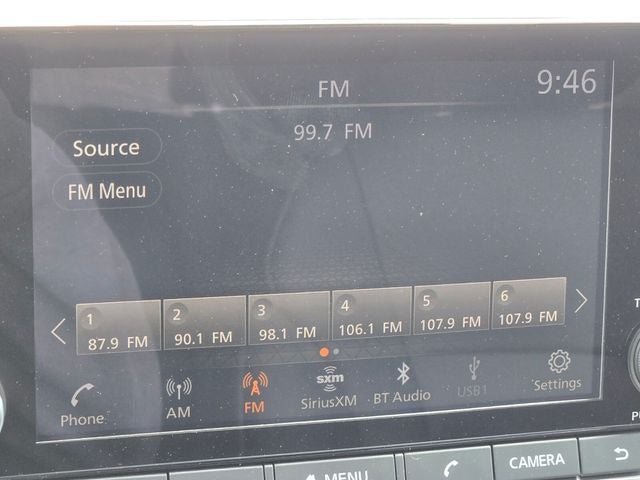 FM
9:46
99.7 FM
Source
FM Menu
1 2 3 4 5 6
87.9 FM 90.1 FM 98.1 FM 106.1 FM 107.9 FM 107.9 FM
Phone AM FM sxm SiriusXM BT Audio USB1 Settings
MENU CAMERA